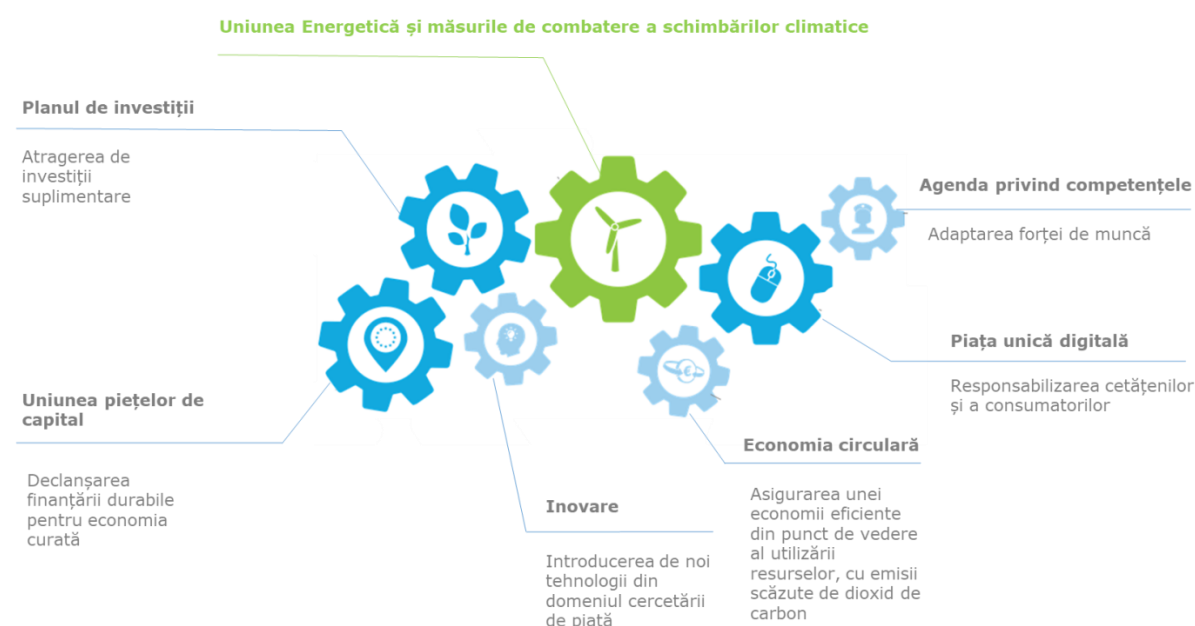 Uniunea Energetică și măsurile de combatere a schimbărilor climatice
Planul de investiții
Atragerea de
investiții
suplimentare
Agenda privind competențele
Adaptarea forței de muncă
Piața unică digitală
Responsabilizarea cetățenilor
și a consumatorilor
Uniunea piețelor de
capital
Declanșarea
finanțării durabile
pentru economia
curată
Economia circulară
Asigurarea unei
economii eficiente
din punct de vedere
al utilizării
resurselor, cu emisii
scăzute de dioxid de
carbon
Inovare
Introducerea de noi
tehnologii din
domeniul cercetării
de piață
€